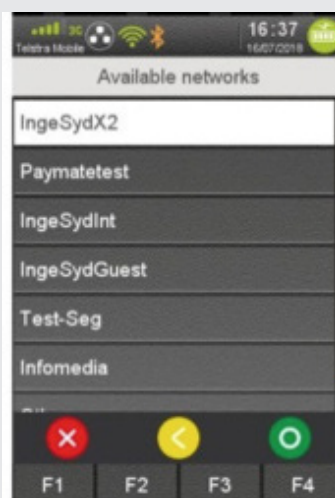 3G 16:37
Telstra Mobile 16/07/2018
Available networks
IngeSydX2
Paymatetest
IngeSydInt
IngeSydGuest
Test-Seg
Infomedia
F1 F2 F3 F4